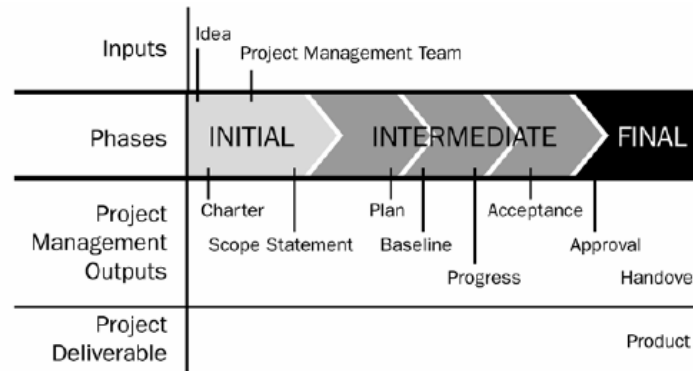 Idea
Inputs
Project Management Team
Phases
INITIAL
INTERMEDIATE
FINAL
Charter
Plan
Acceptance
Project
Management
Outputs
Scope Statement
Baseline
Approval
Progress
Handove
Project
Deliverable
Product